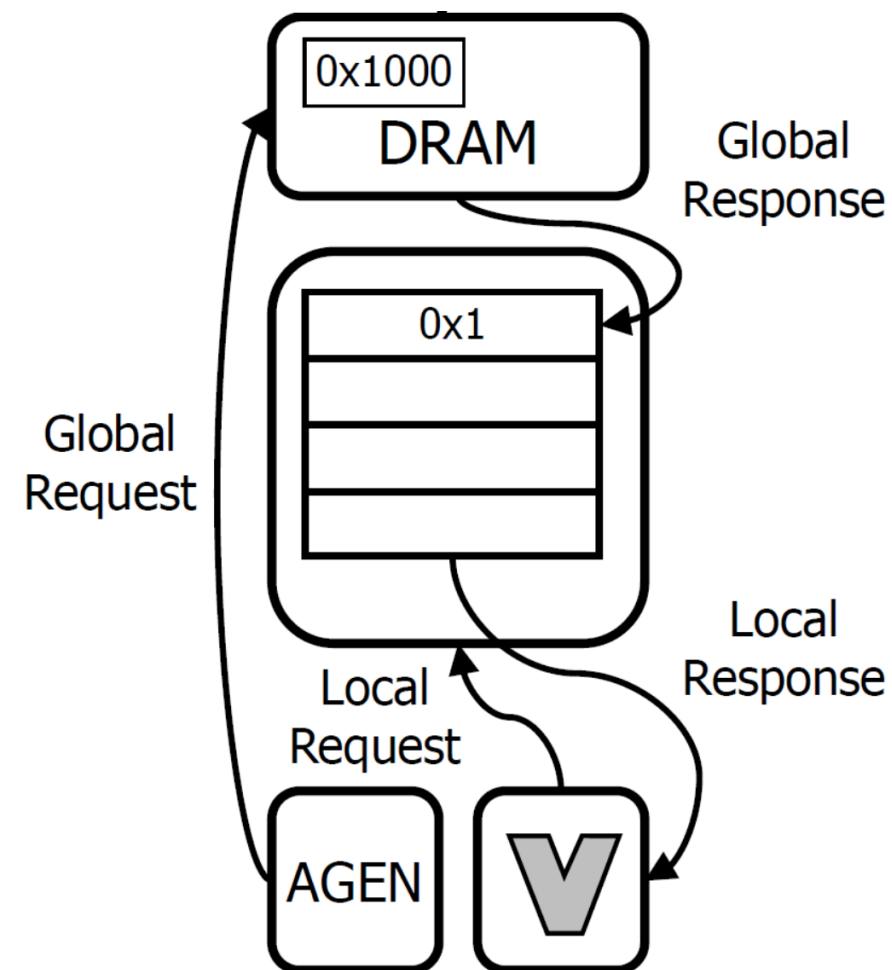 0x1000
DRAM
Global
Response
0x1
Global
Request
Local
Response
Local
Request
AGEN